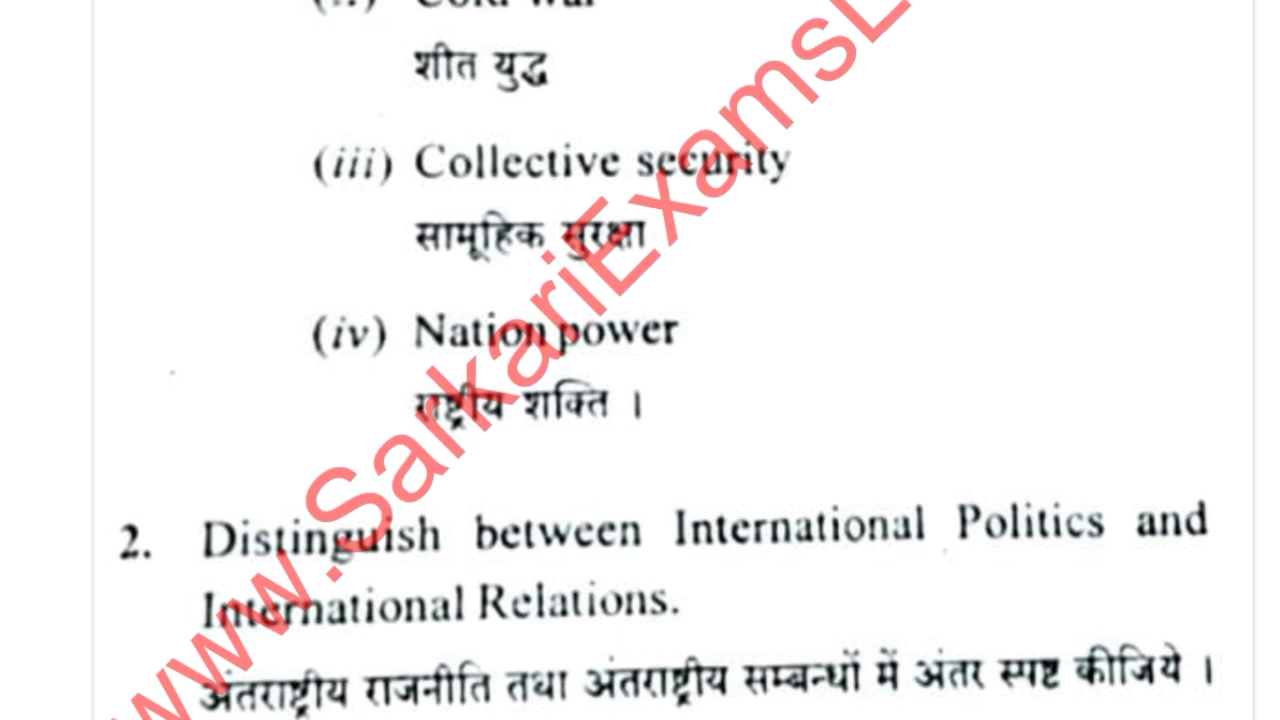 शीत युद्ध
(iii) Collective security
सामूहिक सुरक्षा
(iv) Nation power
राष्ट्रीय शक्ति ।
2. Distinguish between International Politics and
International Relations.
अंतराष्ट्रीय राजनीति तथा अंतराष्ट्रीय सम्बन्धों में अंतर स्पष्ट कीजिये ।
www.SarkariExams